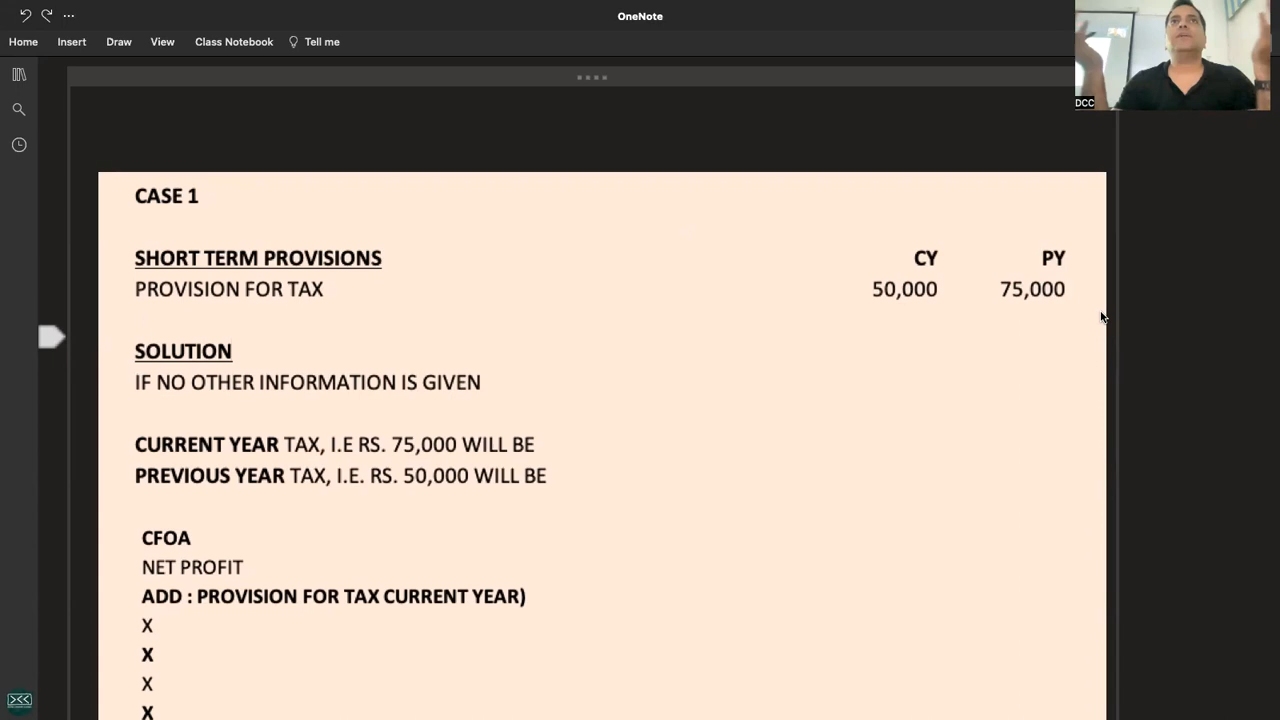 OneNote
Home Insert Draw View Class Notebook Tell me
DCC
CASE 1
SHORT TERM PROVISIONS CY PY
PROVISION FOR TAX 50,000 75,000
SOLUTION
IF NO OTHER INFORMATION IS GIVEN
CURRENT YEAR TAX, I.E RS. 75,000 WILL BE
PREVIOUS YEAR TAX, I.E. RS. 50,000 WILL BE
CFOA
NET PROFIT
ADD : PROVISION FOR TAX CURRENT YEAR)
X
X
X
X